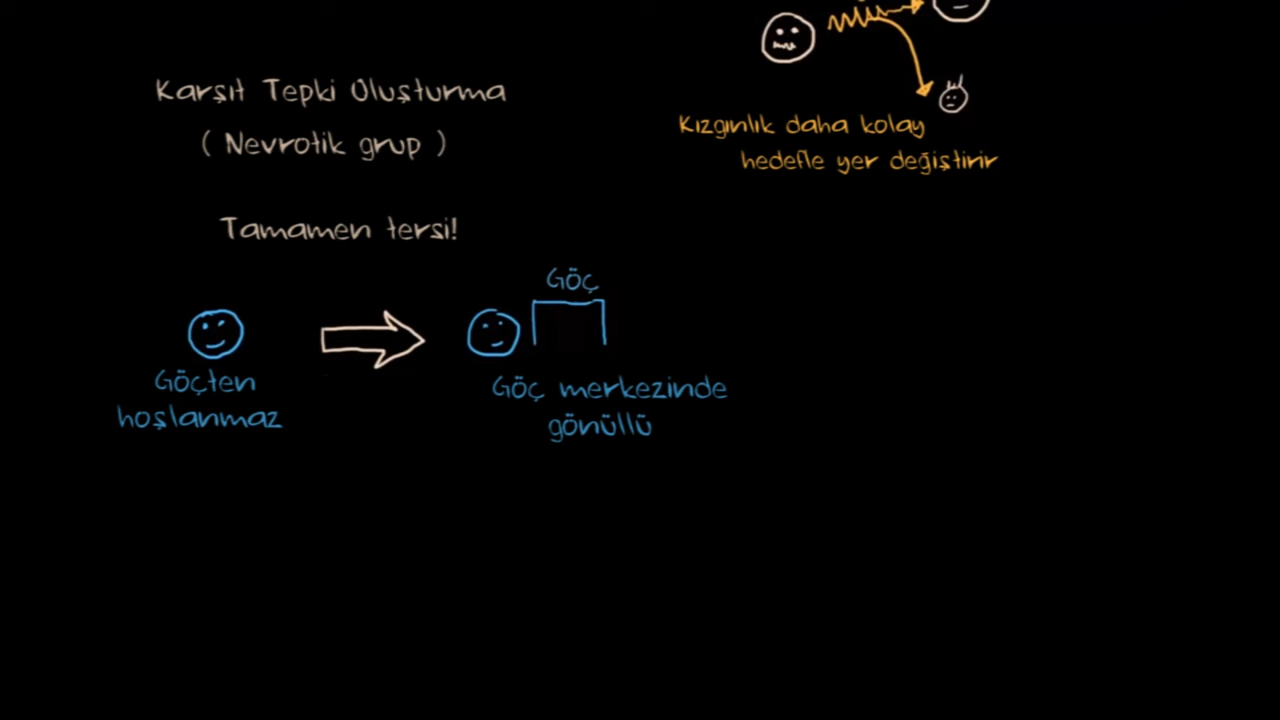 Karşıt Tepki Oluşturma
( Nevrotik grup )
Tamamen tersi!
Göçten
hoşlanmaz
Göç
Göç merkezinde
gönüllü
Kızgınlık daha kolay
hedefle yer değiştirir